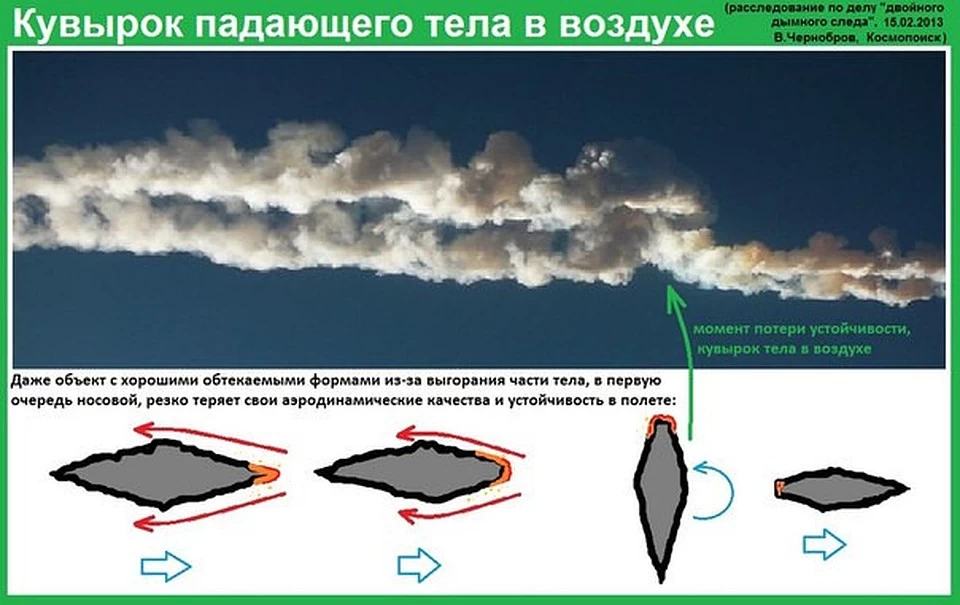 Кувырок падающего тела в воздухе
(расследование по делу "двойного
дымного следа", 15.02.2013
В.Чернобров, Космопоиск)
момент потери устойчивости,
кувырок тела в воздухе
Даже объект с хорошими обтекаемыми формами из-за выгорания части тела, в первую
очередь носовой, резко теряет свои аэродинамические качества и устойчивость в полете: